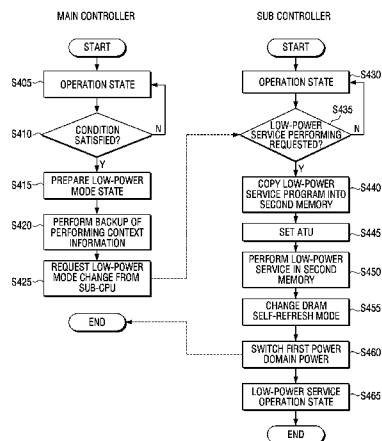 MAIN CONTROLLER
START
S405
OPERATION STATE
S410
CONDITION
SATISFIED?
N
Y
S415
PREPARE LOW-POWER
MODE STATE
S420
PERFORM BACKUP OF
PERFORMING CONTEXT
INFORMATION
S425
REQUEST LOW-POWER
MODE CHANGE FROM
SUB-CPU
END
SUB CONTROLLER
START
S430
OPERATION STATE
S435
LOW-POWER
SERVICE PERFORMING
REQUESTED?
N
Y
S440
COPY LOW-POWER
SERVICE PROGRAM INTO
SECOND MEMORY
S445
SET ATU
S450
PERFORM LOW-POWER
SERVICE IN SECOND
MEMORY
S455
CHANGE DRAM
SELF-REFRESH MODE
S460
SWITCH FIRST POWER
DOMAIN POWER
S465
LOW-POWER SERVICE
OPERATION STATE
END